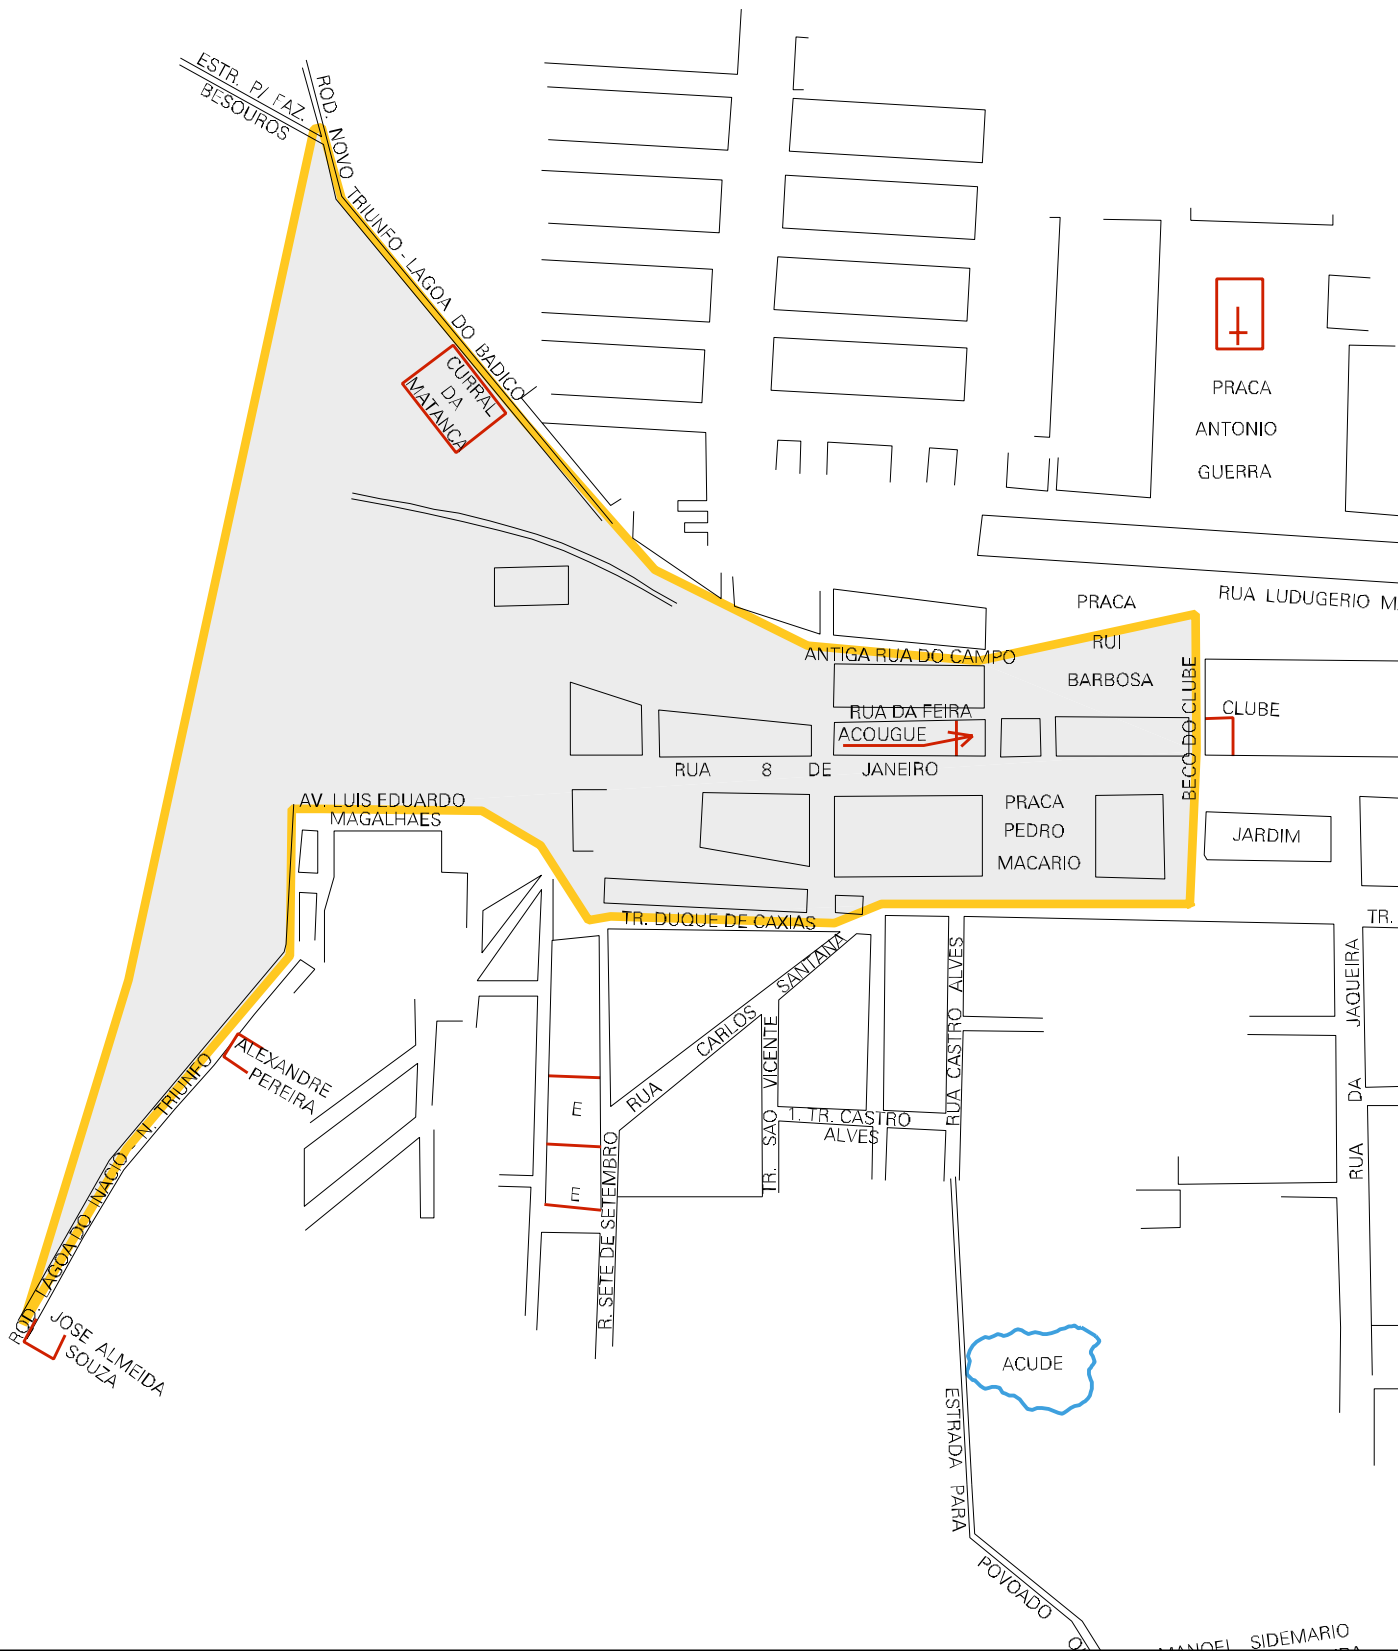 ESTR. P/ FAZ.
BESOUROS
ROD. NOVO TRIUNFO - LAGOA DO BADICO
CURRAL
DA
MATANCA
PRACA
ANTONIO
GUERRA
RUA LUDUGERIO
PRACA
RUI
BARBOSA
ANTIGA RUA DO CAMPO
BECO DO CLUBE
CLUBE
RUA DA FEIRA
ACOUGUE
RUA 8 DE JANEIRO
AV. LUIS EDUARDO
MAGALHAES
PRACA
PEDRO
MACARIO
JARDIM
TR. DUQUE DE CAXIAS
TR.
RUA CARLOS SANTANA
TR. SAO VICENTE
RUA CASTRO ALVES
RUA DA JAQUEIRA
1. TR. CASTRO
ALVES
ALEXANDRE
PEREIRA
E
E
R. SETE DE SETEMBRO
ROD. LAGOA DO INACIO - N. TRIUNFO
JOSE ALMEIDA
SOUZA
ACUDE
ESTRADA PARA
POVOADO
MANOEL SIDEMARIO